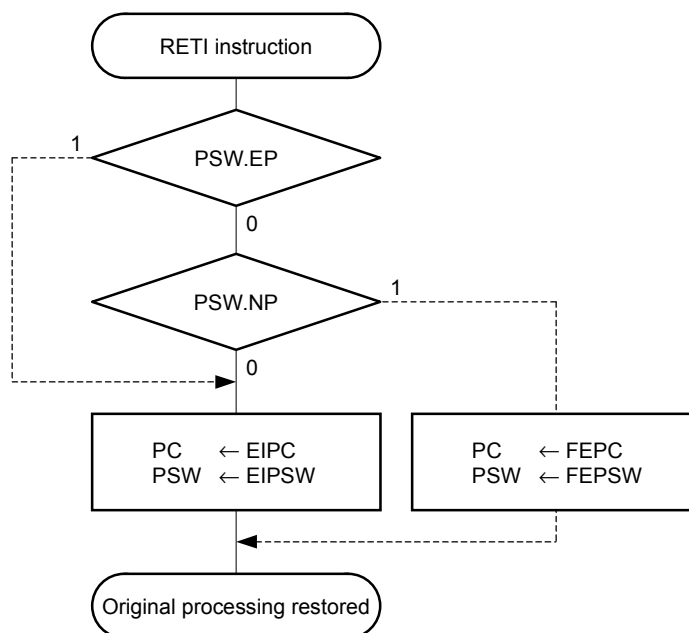 RETI instruction
1
PSW.EP
0
PSW.NP
1
0
PC ← EIPC
PSW ← EIPSW
PC ← FEPC
PSW ← FEPSW
Original processing restored